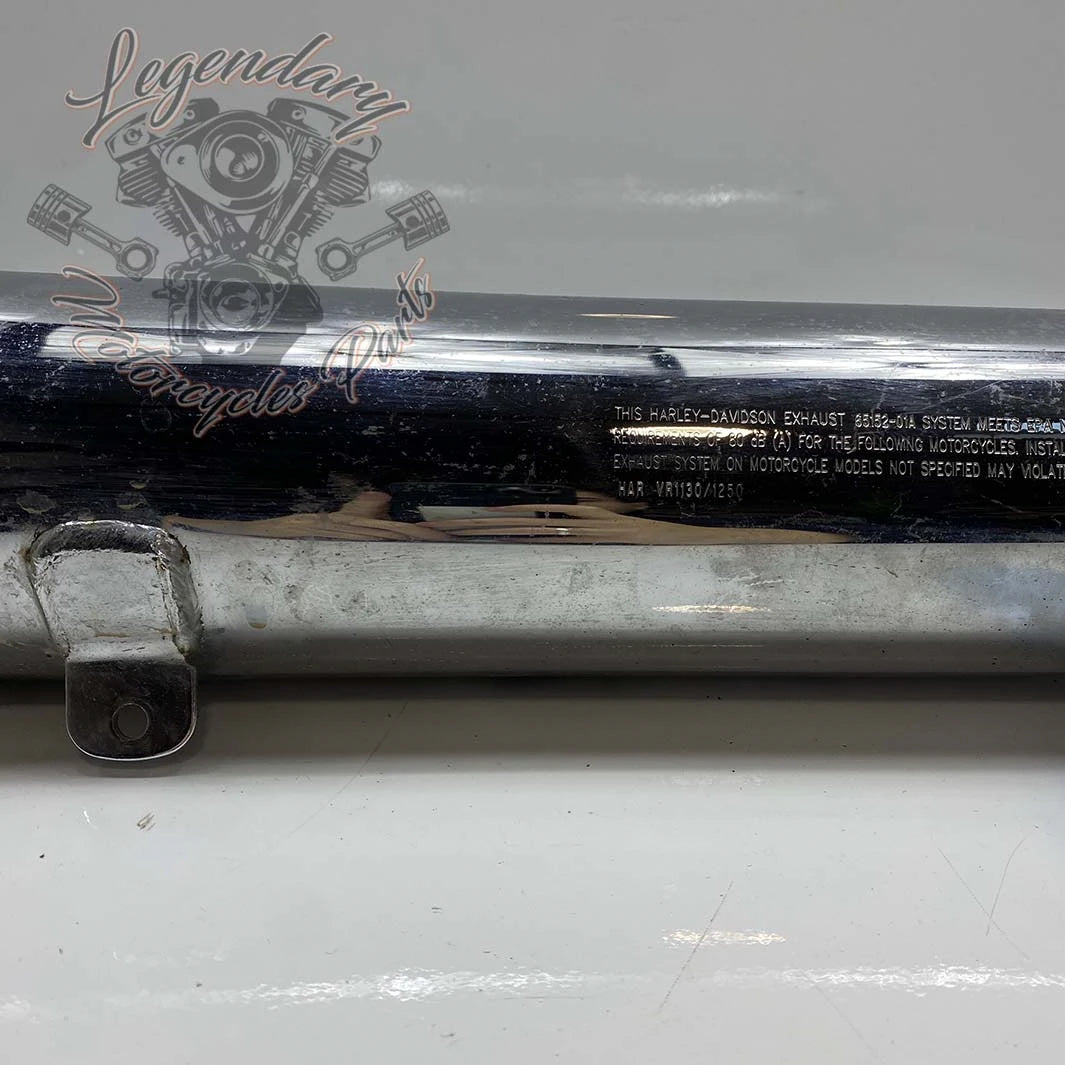 Legendary
Motorcycles Parts
THIS HARLEY-DAVIDSON EXHAUST 65152-01A SYSTEM MEETS EPA N
REQUIREMENTS OF 80 dB (A) FOR THE FOLLOWING MOTORCYCLES. INSTAL
EXHAUST SYSTEM ON MOTORCYCLE MODELS NOT SPECIFIED MAY VIOLAT
HAR VR1130/1250